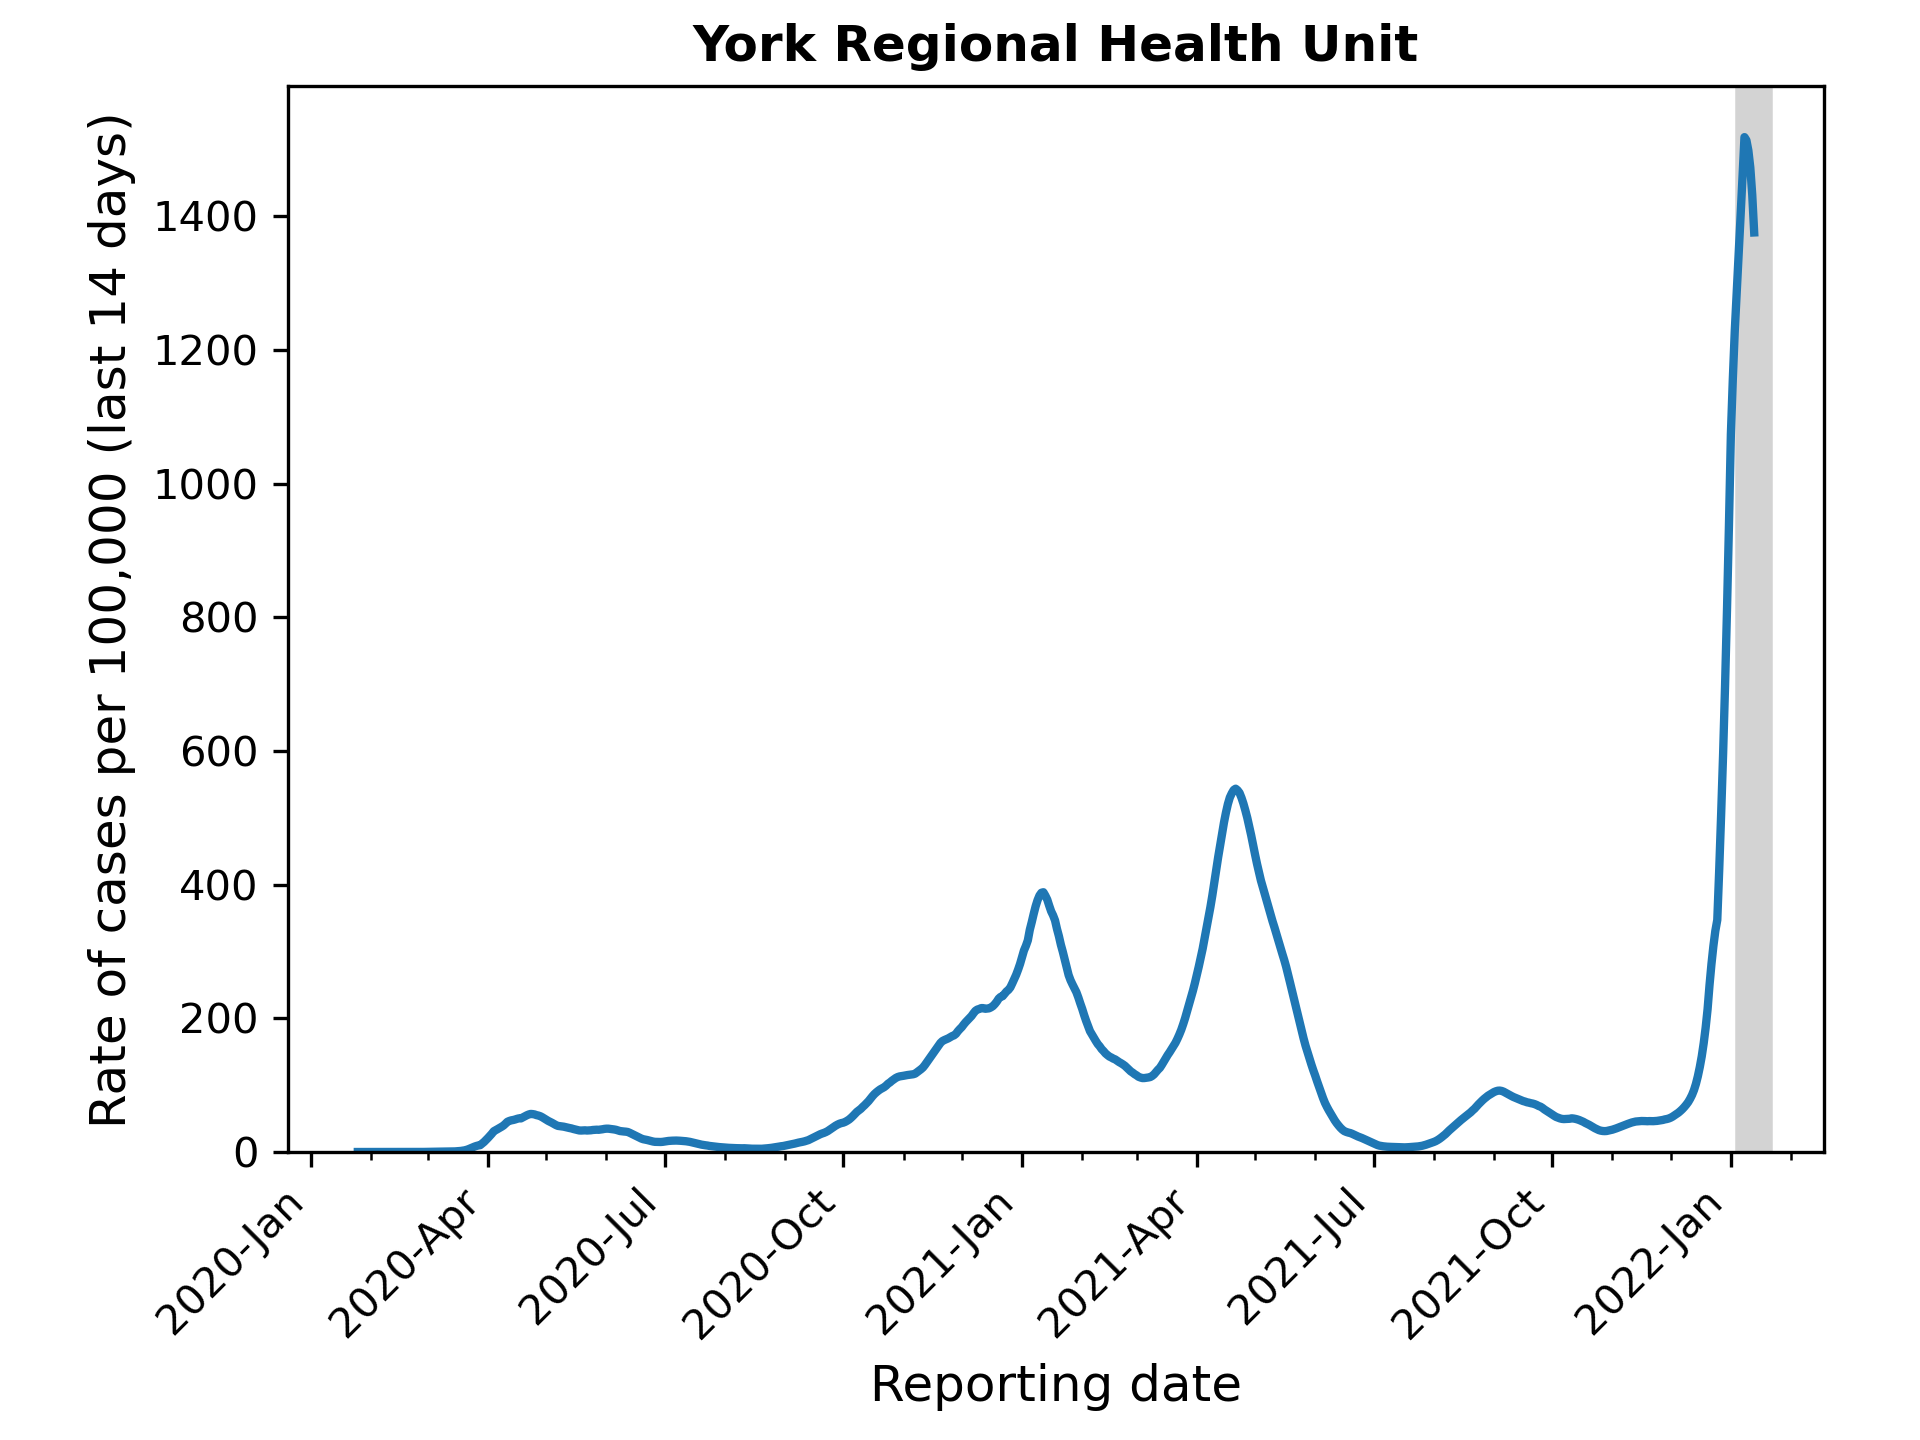 York Regional Health Unit
Rate of cases per 100,000 (last 14 days)
1400
1200
1000
800
600
400
200
0
2020-Jan
2020-Apr
2020-Jul
2020-Oct
2021-Jan
2021-Apr
2021-Jul
2021-Oct
2022-Jan
Reporting date